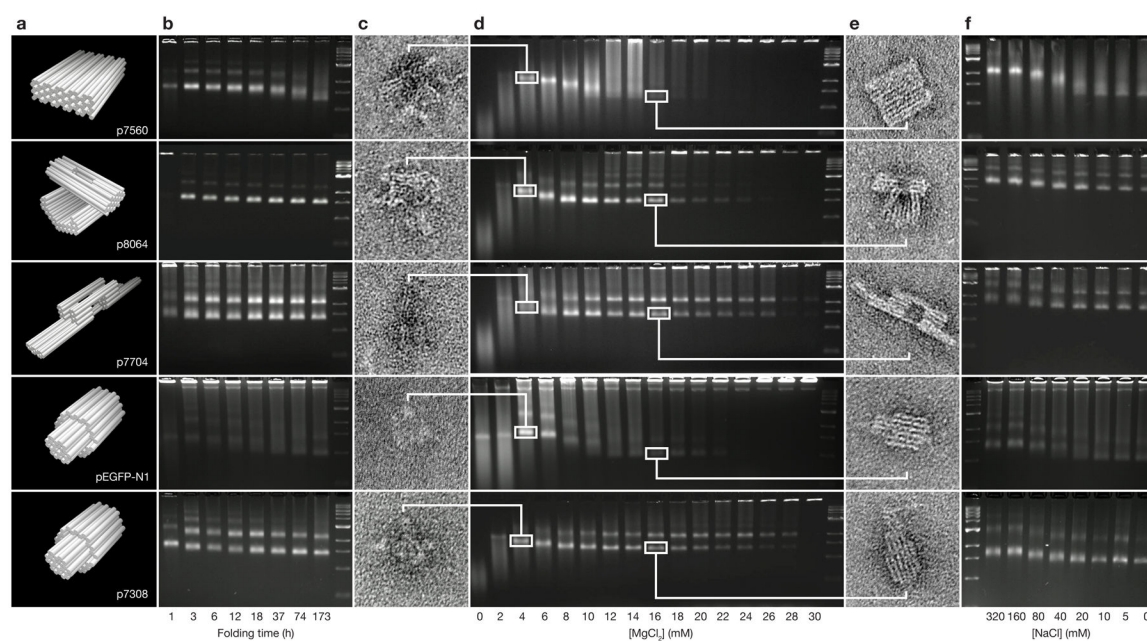 a b c d e f
p7560
p8064
p7704
pEGFP-N1
p7308
1 3 6 12 18 37 74 173 0 2 4 6 8 10 12 14 16 18 20 22 24 26 28 30 320 160 80 40 20 10 5 0
Folding time (h) [MgCl₂] (mM) [NaCl] (mM)